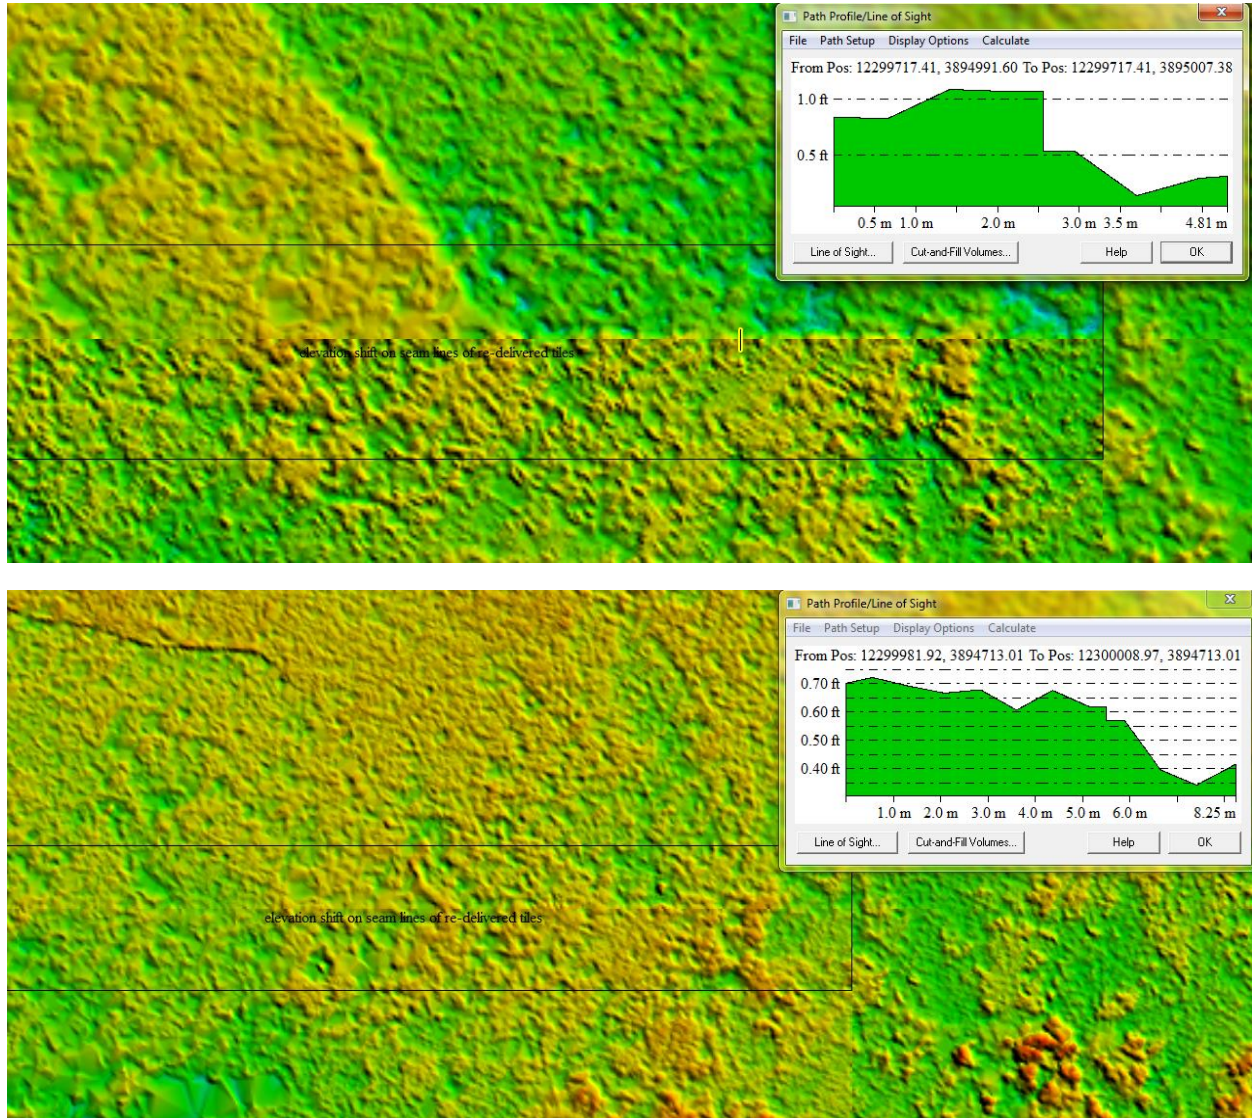 Path Profile/Line of Sight
File Path Setup Display Options Calculate
From Pos: 12299717.41, 3894991.60 To Pos: 12299717.41, 3895007.38
1.0 ft
0.5 ft
0.5 m 1.0 m 2.0 m 3.0 m 3.5 m 4.81 m
Line of Sight... Cut-and-Fill Volumes... Help OK
elevation shift on seam lines of re-delivered tiles
Path Profile/Line of Sight
File Path Setup Display Options Calculate
From Pos: 12299981.92, 3894713.01 To Pos: 12300008.97, 3894713.01
0.70 ft
0.60 ft
0.50 ft
0.40 ft
1.0 m 2.0 m 3.0 m 4.0 m 5.0 m 6.0 m 8.25 m
Line of Sight... Cut-and-Fill Volumes... Help OK
elevation shift on seam lines of re-delivered tiles